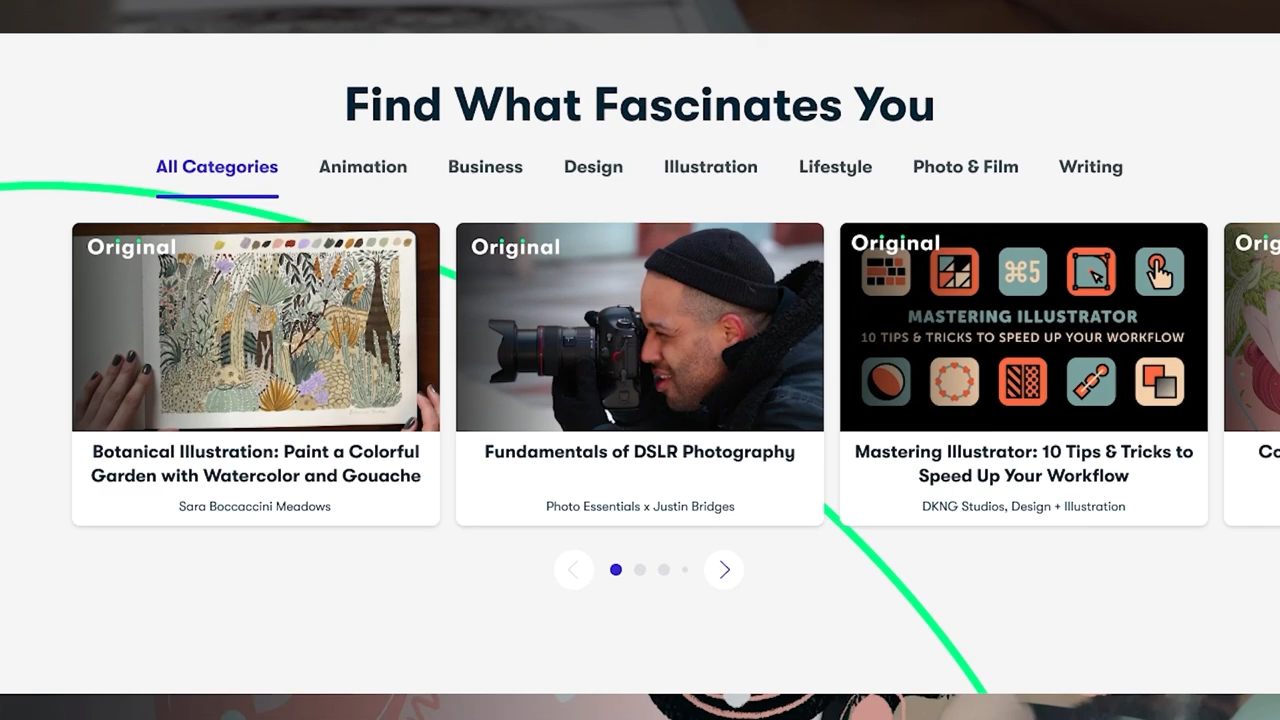 Find What Fascinates You
All Categories Animation Business Design Illustration Lifestyle Photo & Film Writing
Original
Botanical Illustration: Paint a Colorful
Garden with Watercolor and Gouache
Sara Boccaccini Meadows
Original
Fundamentals of DSLR Photography
Photo Essentials x Justin Bridges
Original
⌘5
MASTERING ILLUSTRATOR
10 TIPS & TRICKS TO SPEED UP YOUR WORKFLOW
Mastering Illustrator: 10 Tips & Tricks to
Speed Up Your Workflow
DKNG Studios, Design + Illustration